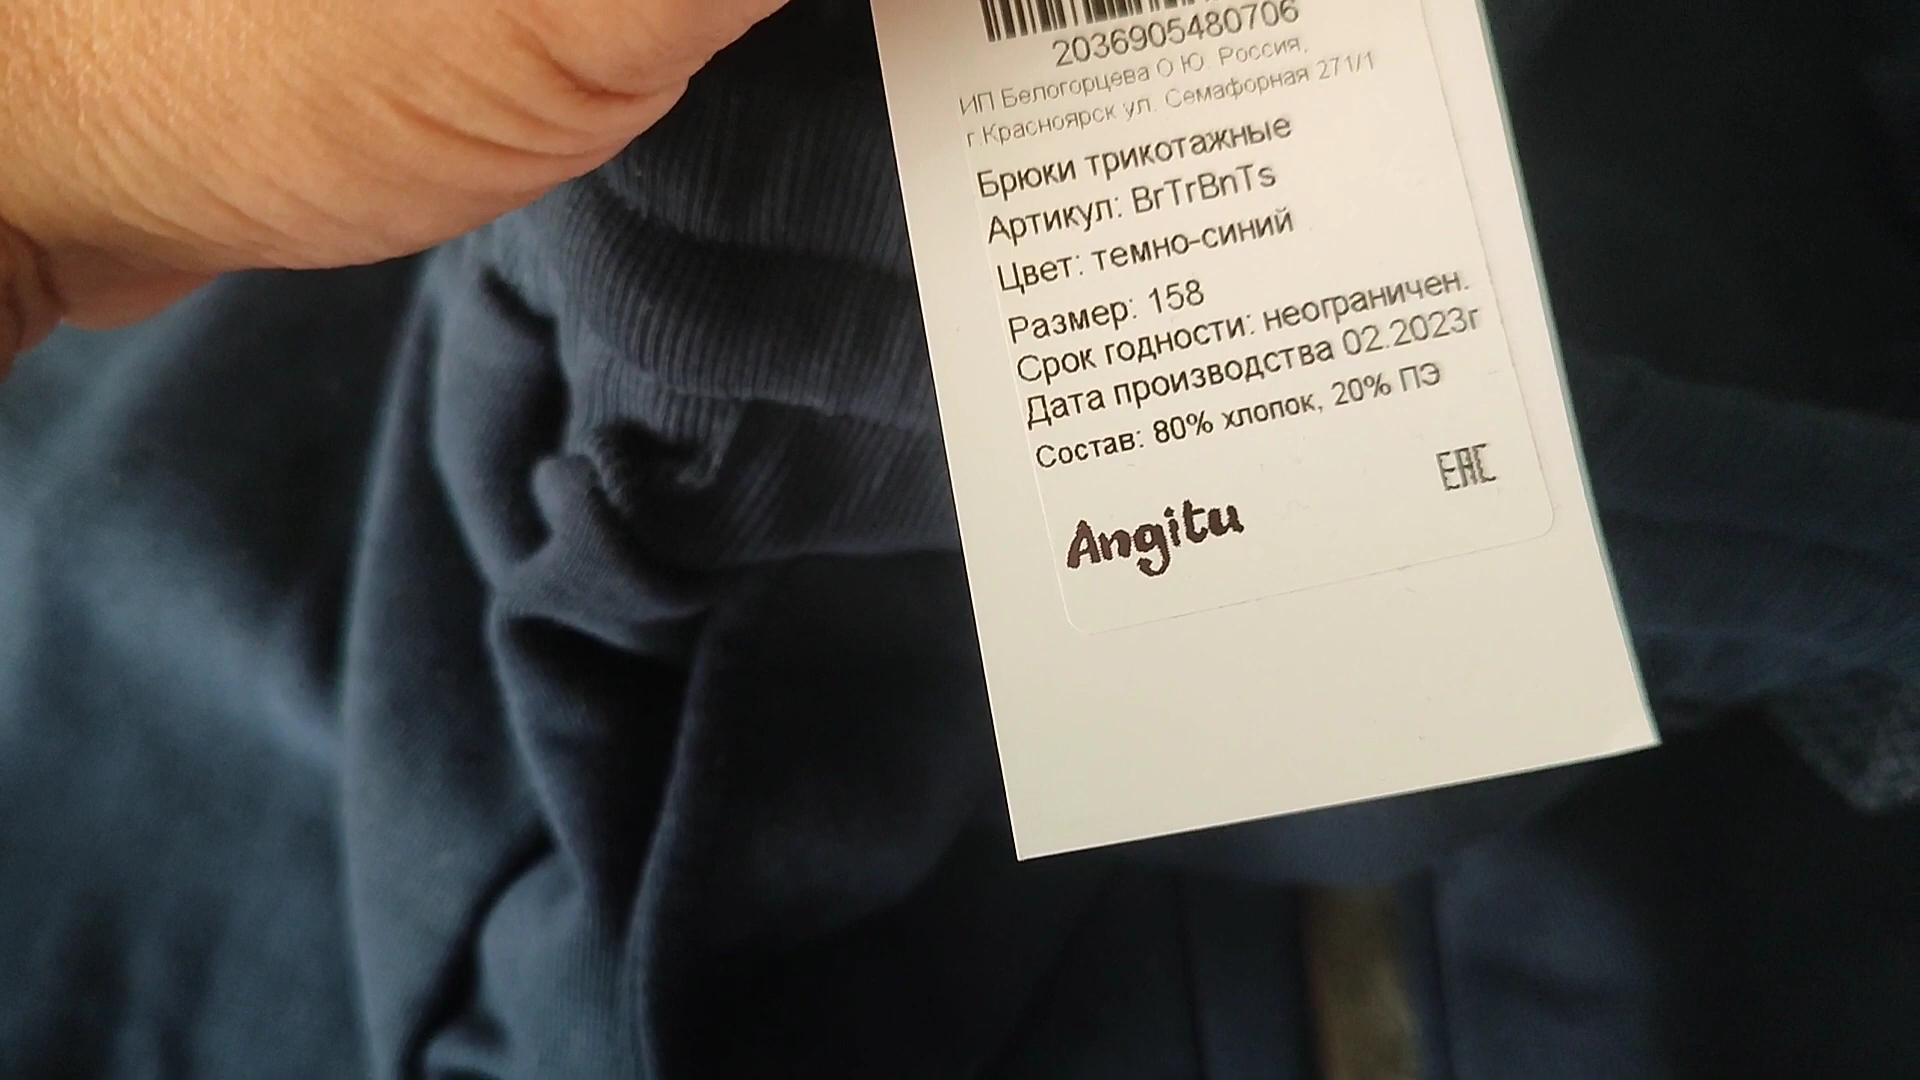 2036905480706
ИП Белогорцева О Ю. Россия,
г.Красноярск ул. Семафорная 271/1
Брюки трикотажные
Артикул: BrTrBnTs
Цвет: темно-синий
Размер: 158
Срок годности: неограничен.
Дата производства 02.2023г
Состав: 80% хлопок, 20% ПЭ
EAC
Angitu